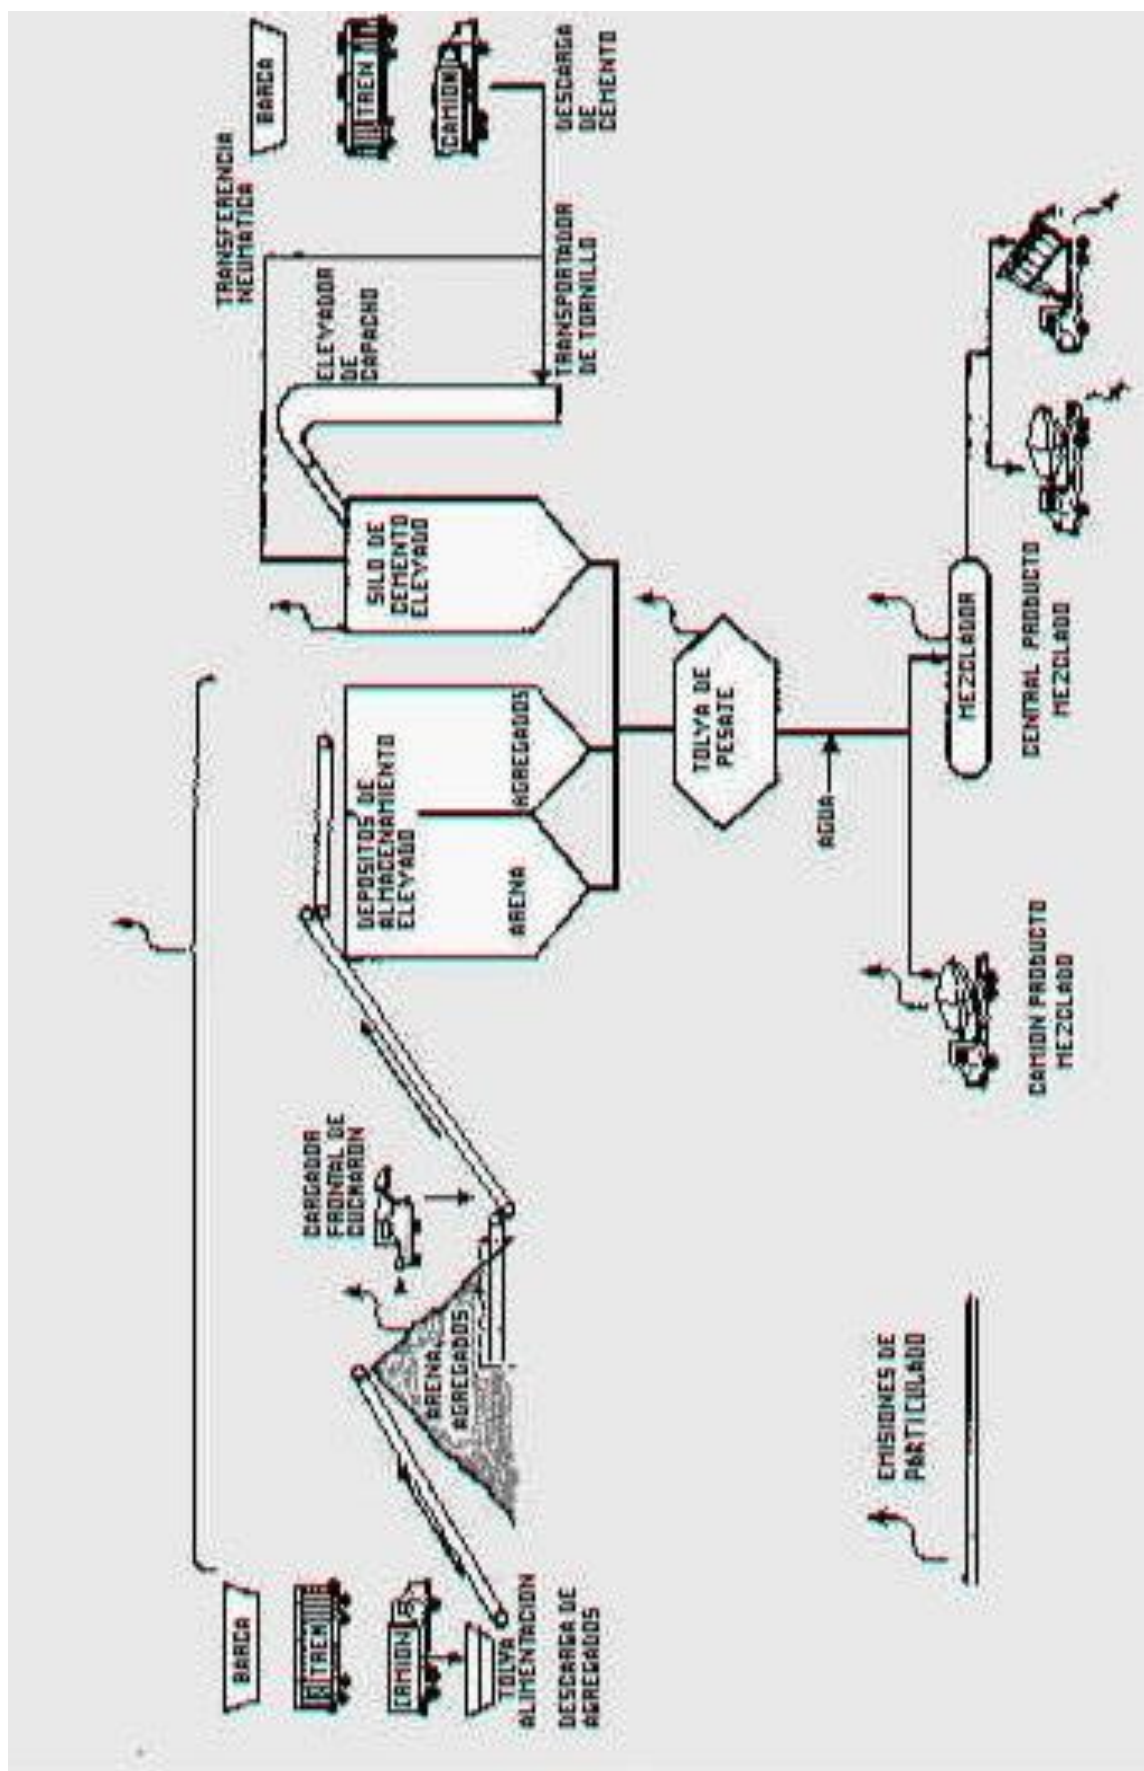 BARCA
TREN
CAMION
TOLVA
ALIMENTACION
DESCARGA DE
AGREGADOS
ARENA,
AGREGADOS
CARGADOR
FRONTAL DE
CUCHARON
DEPOSITOS DE
ALMACENAMIENTO
ELEVADO
ARENA
AGREGADOS
SILO DE
CEMENTO
ELEVADO
TRANSFERENCIA
NEUMATICA
ELEVADOR
DE
CAPACHO
BARCA
TREN
CAMION
DESCARGA
DE
CEMENTO
TRANSPORTADOR
DE TORNILLO
TOLVA DE
PESAJE
AGUA
MEZCLADOR
CENTRAL PRODUCTO
MEZCLADO
CAMION PRODUCTO
MEZCLADO
EMISIONES DE
PARTICULADO